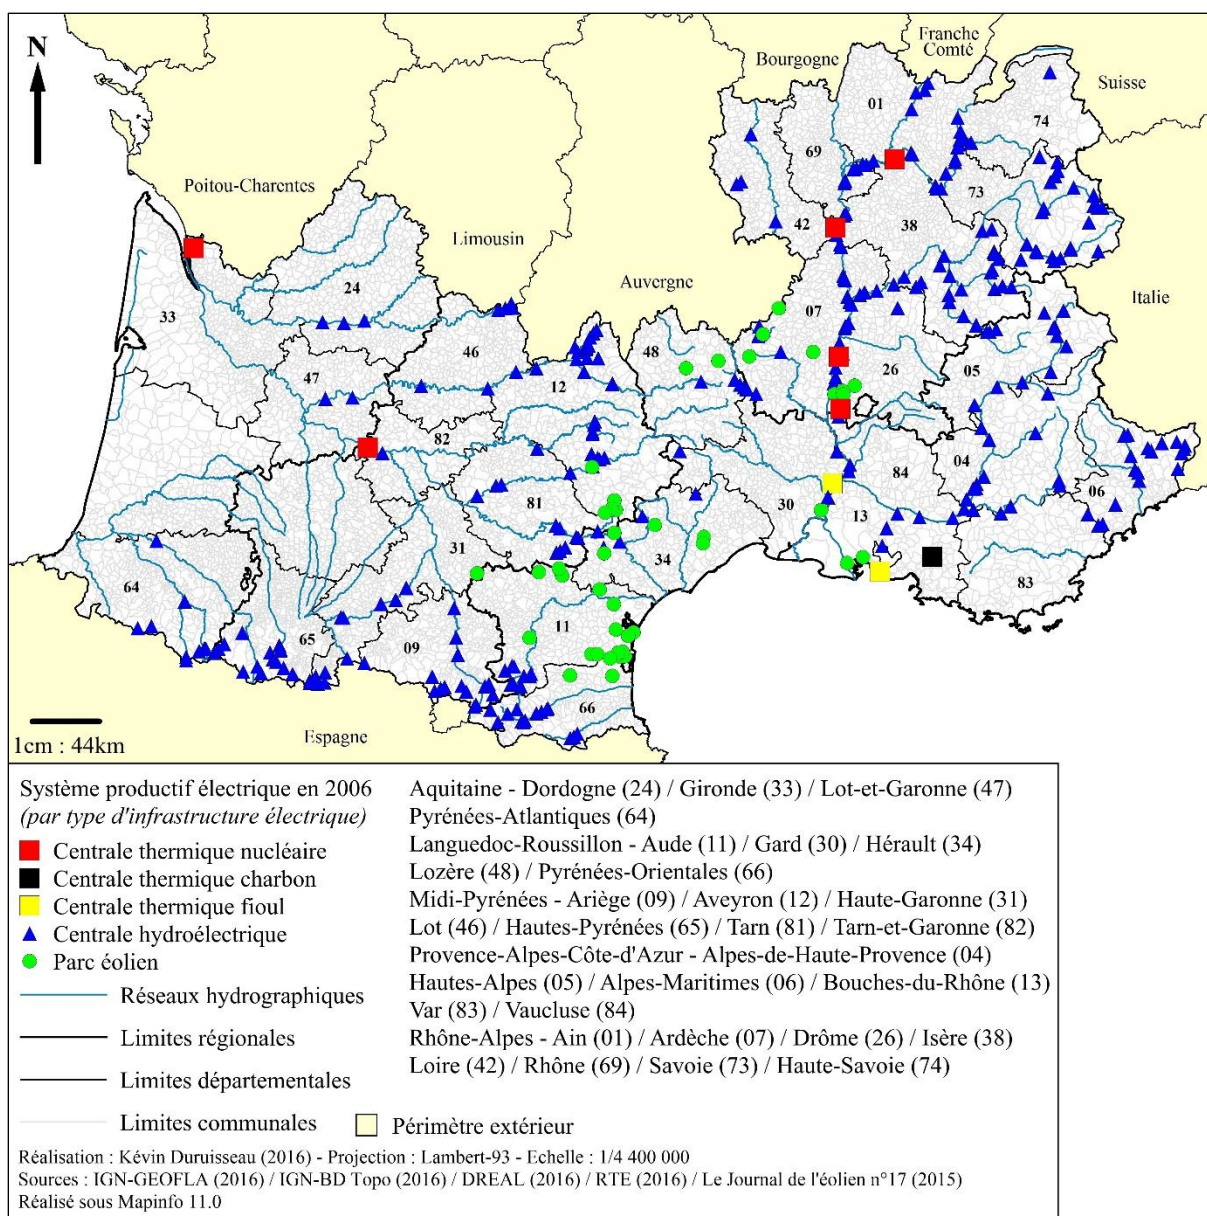 N
Bourgogne
Franche
Comté
Suisse
01
74
69
Poitou-Charentes
73
42
38
Limousin
24
Auvergne
Italie
33
07
46
48
47
12
26
05
82
84
04
81
30
13
06
31
34
83
64
11
65
09
66
Espagne
1cm : 44km
Système productif électrique en 2006
(par type d'infrastructure électrique)
Centrale thermique nucléaire
Centrale thermique charbon
Centrale thermique fioul
Centrale hydroélectrique
Parc éolien
Réseaux hydrographiques
Limites régionales
Limites départementales
Limites communales
Périmètre extérieur
Aquitaine - Dordogne (24) / Gironde (33) / Lot-et-Garonne (47)
Pyrénées-Atlantiques (64)
Languedoc-Roussillon - Aude (11) / Gard (30) / Hérault (34)
Lozère (48) / Pyrénées-Orientales (66)
Midi-Pyrénées - Ariège (09) / Aveyron (12) / Haute-Garonne (31)
Lot (46) / Hautes-Pyrénées (65) / Tarn (81) / Tarn-et-Garonne (82)
Provence-Alpes-Côte-d'Azur - Alpes-de-Haute-Provence (04)
Hautes-Alpes (05) / Alpes-Maritimes (06) / Bouches-du-Rhône (13)
Var (83) / Vaucluse (84)
Rhône-Alpes - Ain (01) / Ardèche (07) / Drôme (26) / Isère (38)
Loire (42) / Rhône (69) / Savoie (73) / Haute-Savoie (74)
Réalisation : Kévin Duruisseau (2016) - Projection : Lambert-93 - Echelle : 1/4 400 000
Sources : IGN-GEOFLA (2016) / IGN-BD Topo (2016) / DREAL (2016) / RTE (2016) / Le Journal de l'éolien n°17 (2015)
Réalisé sous Mapinfo 11.0